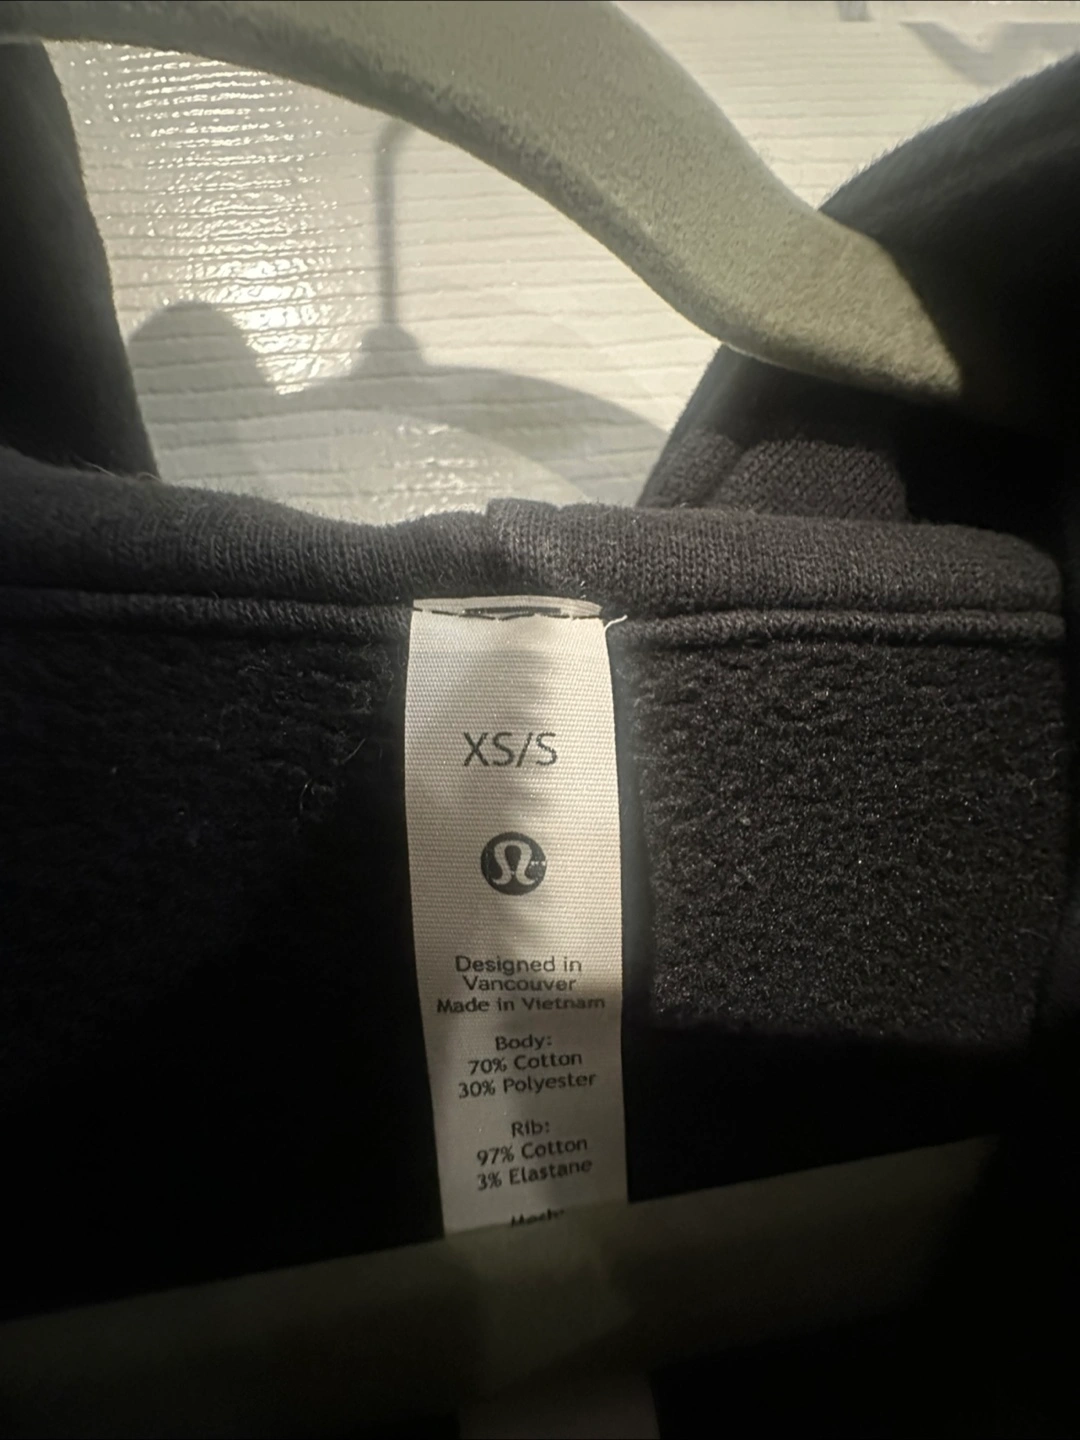 XS/S
Designed in
Vancouver
Made in Vietnam
Body:
70% Cotton
30% Polyester
Rib:
97% Cotton
3% Elastane